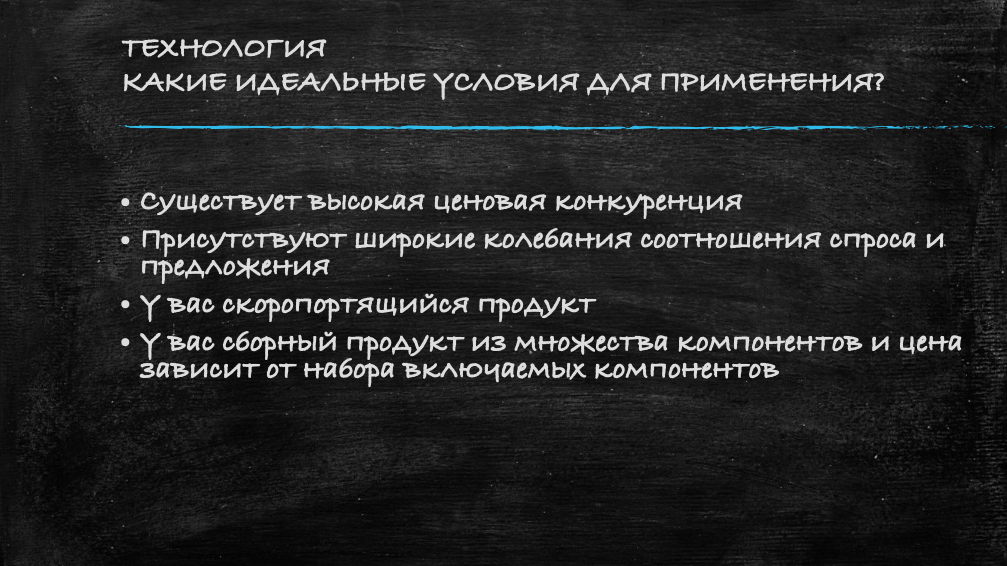 ТЕХНОЛОГИЯ
КАКИЕ ИДЕАЛЬНЫЕ УСЛОВИЯ ДЛЯ ПРИМЕНЕНИЯ?
• Существует высокая ценовая конкуренция
• Присутствуют широкие колебания соотношения спроса и
предложения
• У вас скоропортящийся продукт
• У вас сборный продукт из множества компонентов и цена
зависит от набора включаемых компонентов